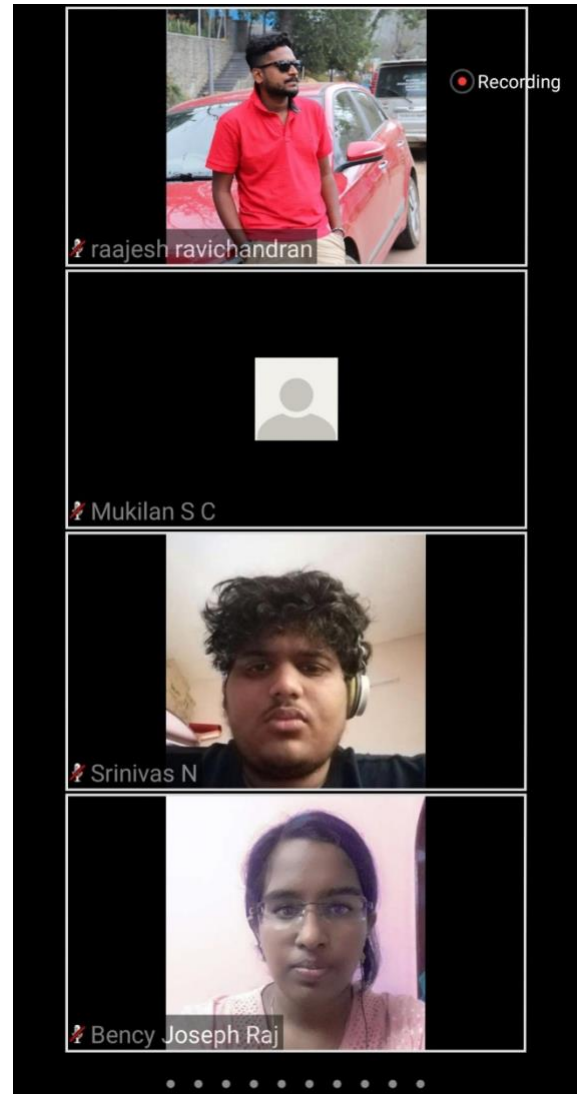 Recording
raajesh ravichandran
Mukilan S C
Srinivas N
Bency Joseph Raj